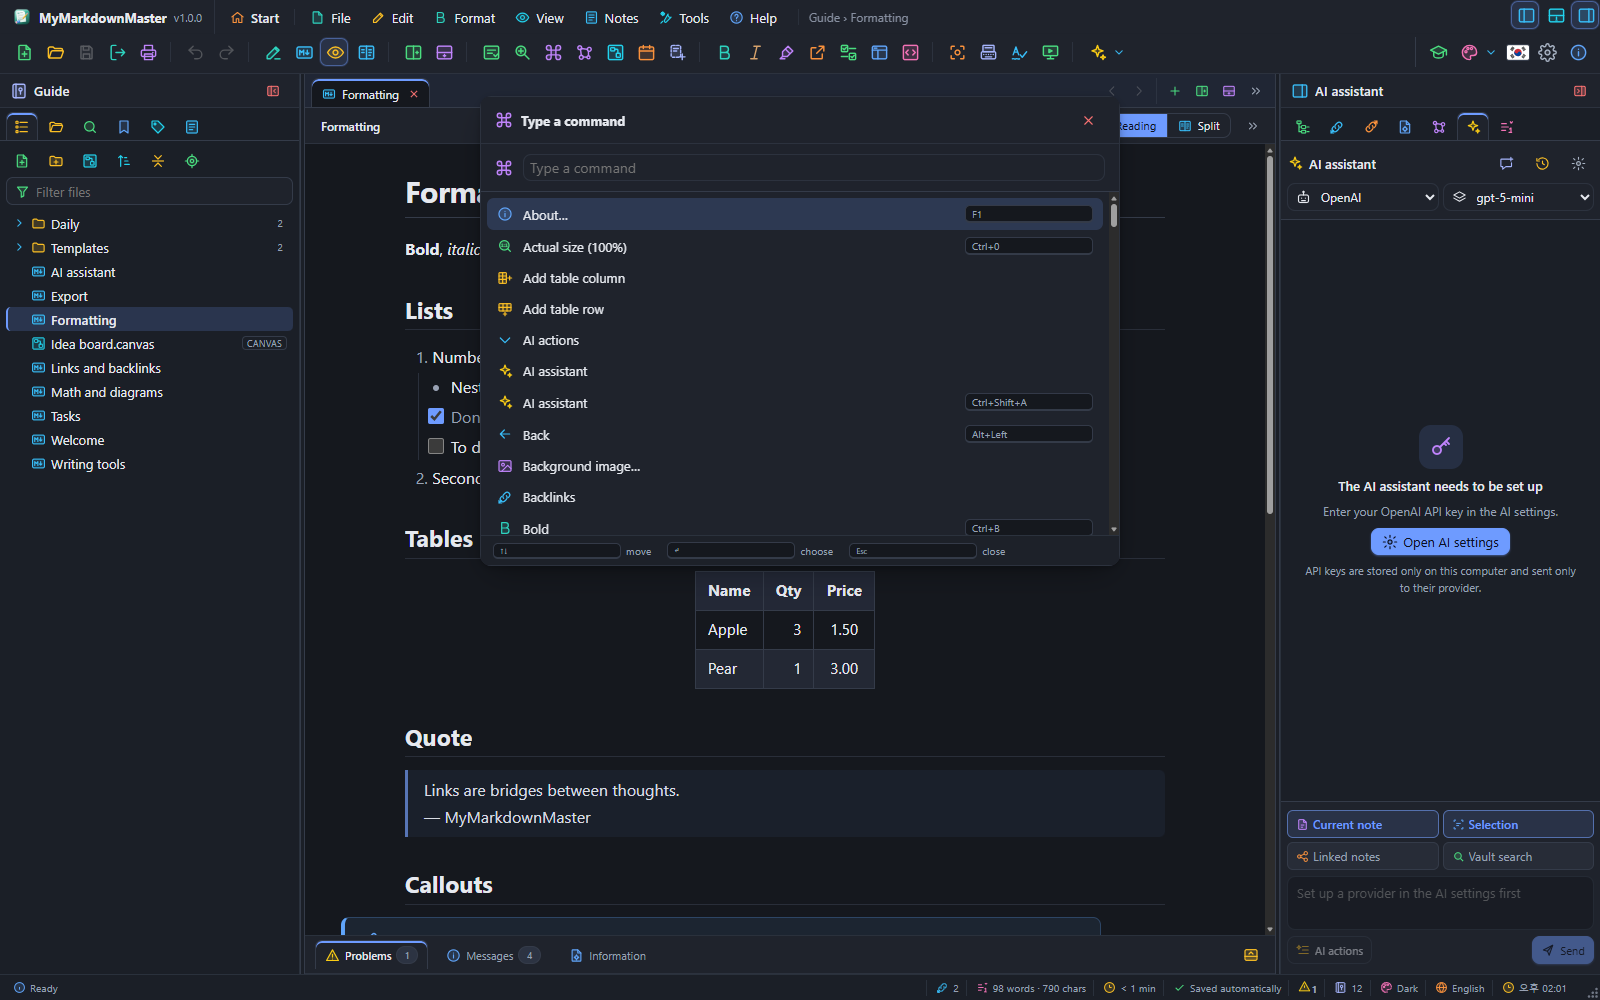 MyMarkdownMaster v1.0.0
Start
File
Edit
Format
View
Notes
Tools
Help
Guide › Formatting
Guide
Filter files
Daily 2
Templates 2
AI assistant
Export
Formatting
Idea board.canvas CANVAS
Links and backlinks
Math and diagrams
Tasks
Welcome
Writing tools
Formatting
Formatting
Reading
Split
Form
Bold, italic
Lists
1. Numbe
Nest
Don
To d
2. Second
Tables
Name Qty Price
Apple 3 1.50
Pear 1 3.00
Quote
Links are bridges between thoughts.
— MyMarkdownMaster
Callouts
Type a command
Type a command
About... F1
Actual size (100%) Ctrl+0
Add table column
Add table row
AI actions
AI assistant
AI assistant Ctrl+Shift+A
Back Alt+Left
Background image...
Backlinks
Bold Ctrl+B
↑↓ move ↵ choose Esc close
Problems 1
Messages 4
Information
AI assistant
AI assistant
OpenAI
gpt-5-mini
The AI assistant needs to be set up
Enter your OpenAI API key in the AI settings.
Open AI settings
API keys are stored only on this computer and sent only
to their provider.
Current note
Selection
Linked notes
Vault search
Set up a provider in the AI settings first
AI actions
Send
Ready
2
98 words · 790 chars
< 1 min
Saved automatically
1
12
Dark
English
오후 02:01